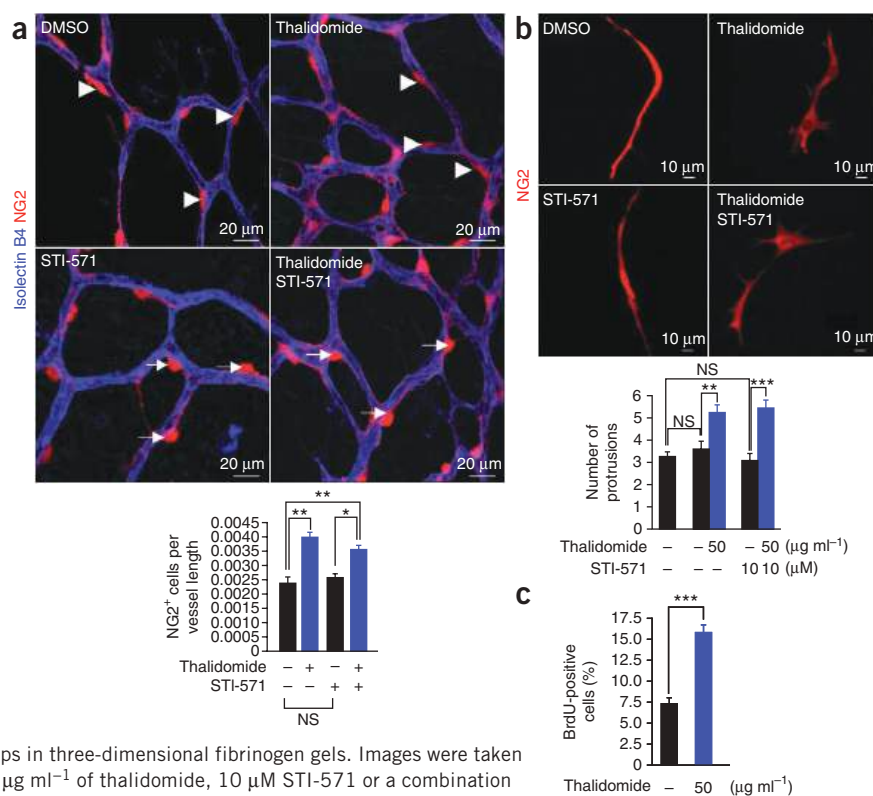 a
DMSO
Thalidomide
20 μm
20 μm
STI-571
Thalidomide
STI-571
20 μm
20 μm
Isolectin B4 NG2
**
**
*
0.0045
0.0040
0.0035
0.0030
0.0025
0.0020
0.0015
0.0010
0.0005
0
NG2+ cells per
vessel length
Thalidomide – + – +
STI-571 – – + +
NS
b
DMSO
Thalidomide
10 μm
10 μm
STI-571
Thalidomide
STI-571
10 μm
10 μm
NG2
NS
**
***
NS
6
5
4
3
2
1
0
Number of
protrusions
Thalidomide – – 50 – 50 (μg ml–1)
STI-571 – – – 10 10 (μM)
c
***
17.5
15.0
12.5
10.0
7.5
5.0
2.5
0
BrdU-positive
cells (%)
Thalidomide – 50 (μg ml–1)
ps in three-dimensional fibrinogen gels. Images were taken
μg ml–1 of thalidomide, 10 μM STI-571 or a combination